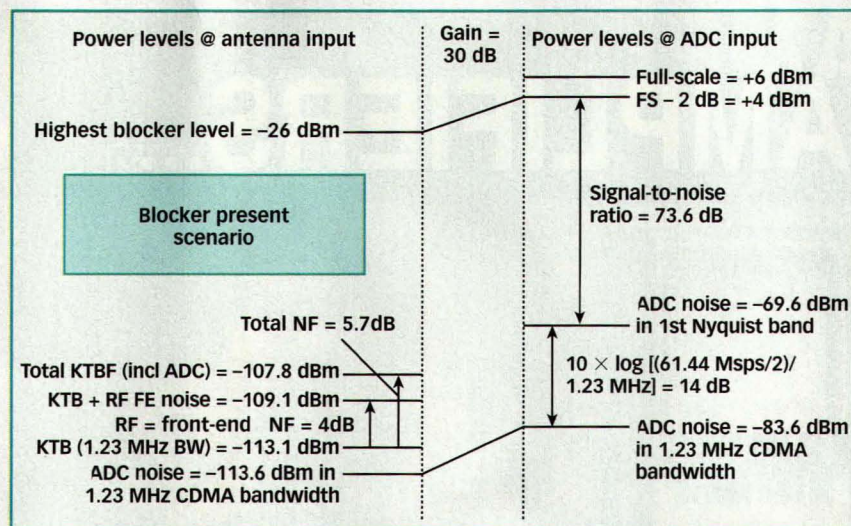 Power levels @ antenna input
Gain =
30 dB
Power levels @ ADC input
Full-scale = +6 dBm
FS – 2 dB = +4 dBm
Highest blocker level = –26 dBm
Signal-to-noise
ratio = 73.6 dB
Blocker present
scenario
Total NF = 5.7dB
ADC noise = –69.6 dBm
in 1st Nyquist band
Total KTBF (incl ADC) = –107.8 dBm
10 × log [(61.44 Msps/2)/
1.23 MHz] = 14 dB
KTB + RF FE noise = –109.1 dBm
RF = front-end NF = 4dB
KTB (1.23 MHz BW) = –113.1 dBm
ADC noise = –83.6 dBm
in 1.23 MHz CDMA
bandwidth
ADC noise = –113.6 dBm in
1.23 MHz CDMA bandwidth